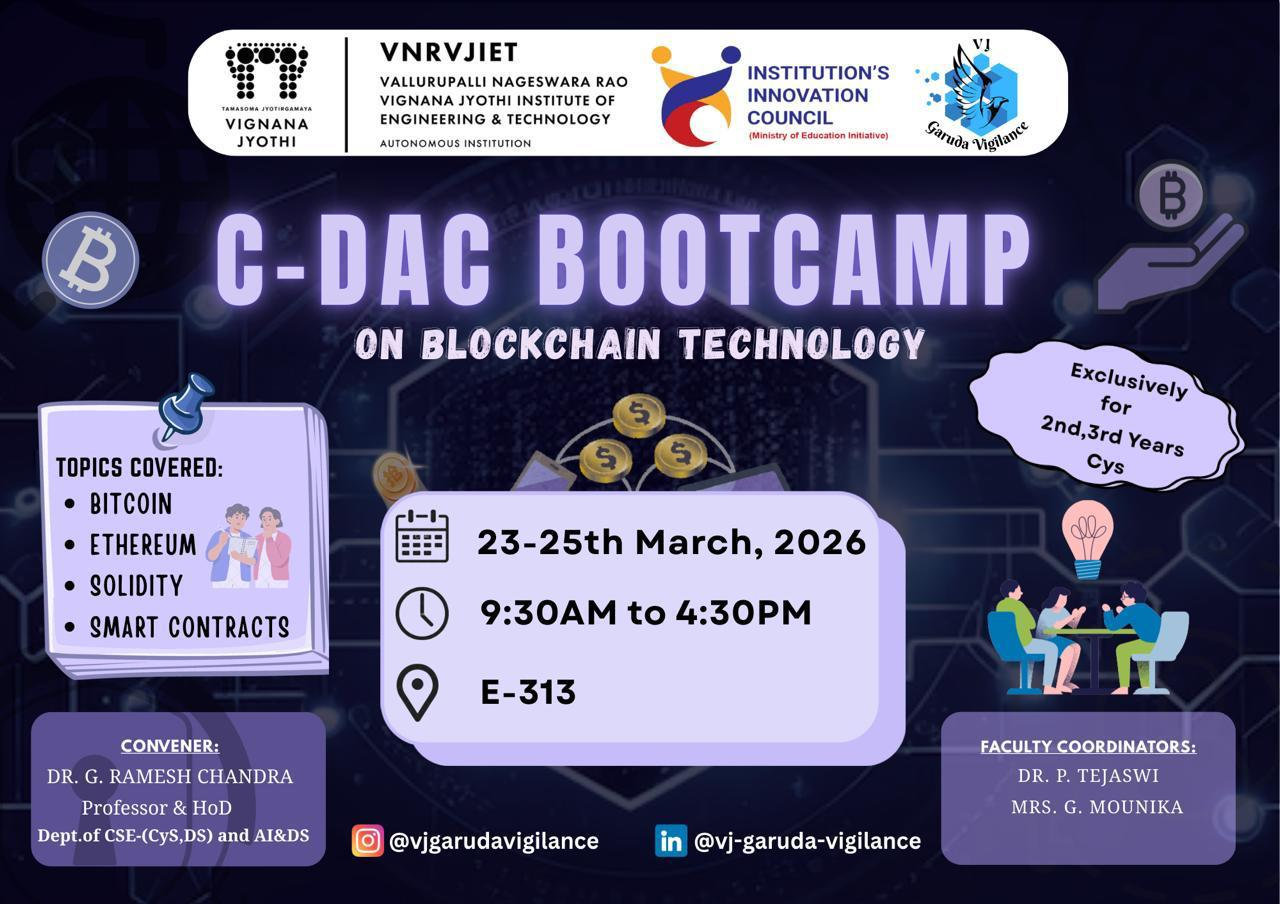 TAMASOMA JYOTIRGAMAYA
VIGNANA
JYOTHI
VNRVJIET
VALLURUPALLI NAGESWARA RAO
VIGNANA JYOTHI INSTITUTE OF
ENGINEERING & TECHNOLOGY
AUTONOMOUS INSTITUTION
INSTITUTION'S
INNOVATION
COUNCIL
(Ministry of Education Initiative)
VJ
Garuda Vigilance
C-DAC BOOTCAMP
ON BLOCKCHAIN TECHNOLOGY
Exclusively
for
2nd,3rd Years
Cys
TOPICS COVERED:
• BITCOIN
• ETHEREUM
• SOLIDITY
• SMART CONTRACTS
23-25th March, 2026
9:30AM to 4:30PM
E-313
CONVENER:
DR. G. RAMESH CHANDRA
Professor & HoD
Dept.of CSE-(CyS,DS) and AI&DS
@vjgarudavigilance
@vj-garuda-vigilance
FACULTY COORDINATORS:
DR. P. TEJASWI
MRS. G. MOUNIKA